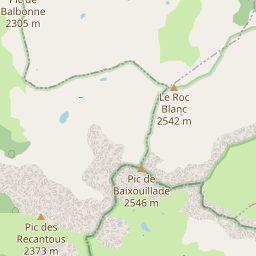 Pic de
Balbonne
2305 m
Le Roc
Blanc
2542 m
Pic de
Baixouillade
2546 m
Pic des
Recantous
2373 m